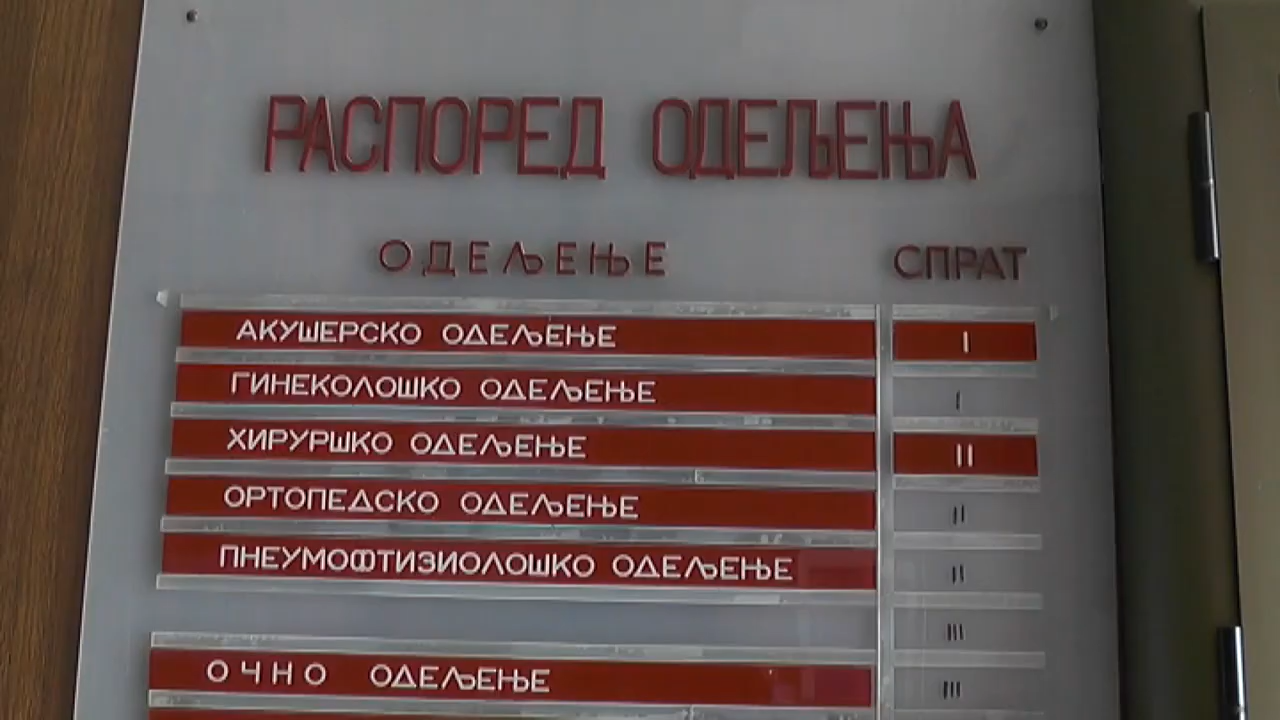 РАСПОРЕД ОДЕЉЕЊА
ОДЕЉЕЊЕ СПРАТ
АКУШЕРСКО ОДЕЉЕЊЕ I
ГИНЕКОЛОШКО ОДЕЉЕЊЕ I
ХИРУРШКО ОДЕЉЕЊЕ II
ОРТОПЕДСКО ОДЕЉЕЊЕ II
ПНЕУМОФТИЗИОЛОШКО ОДЕЉЕЊЕ II
III
ОЧНО ОДЕЉЕЊЕ III